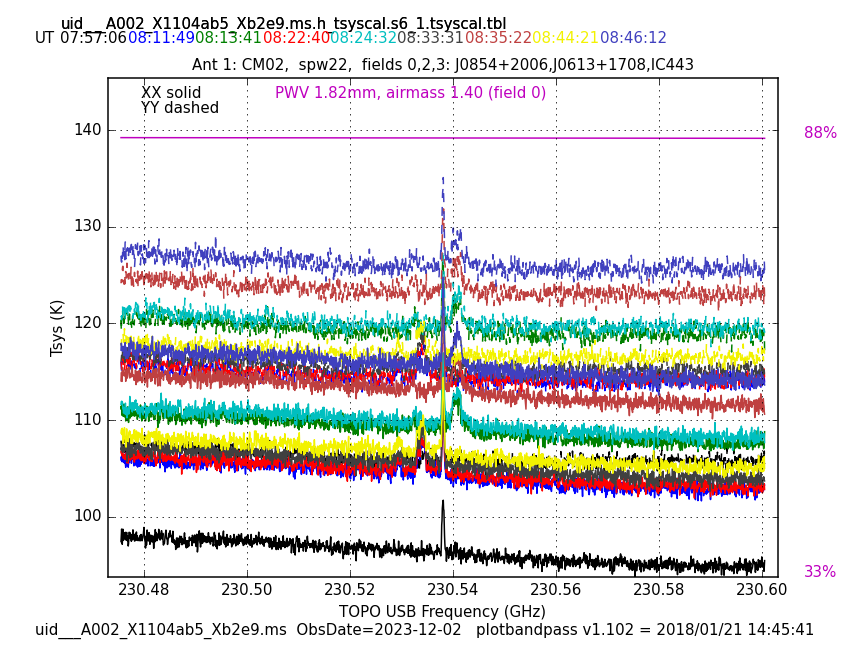 uid___A002_X1104ab5_Xb2e9.ms.h_tsyscal.s6_1.tsyscal.tbl
UT 07:57:06 08:11:49 08:13:41 08:22:40 08:24:32 08:33:31 08:35:22 08:44:21 08:46:12
Ant 1: CM02, spw22, fields 0,2,3: J0854+2006,J0613+1708,IC443
XX solid
PWV 1.82mm, airmass 1.40 (field 0)
YY dashed
140
88%
130
120
Tsys (K)
110
100
33%
230.48 230.50 230.52 230.54 230.56 230.58 230.60
TOPO USB Frequency (GHz)
uid___A002_X1104ab5_Xb2e9.ms ObsDate=2023-12-02 plotbandpass v1.102 = 2018/01/21 14:45:41